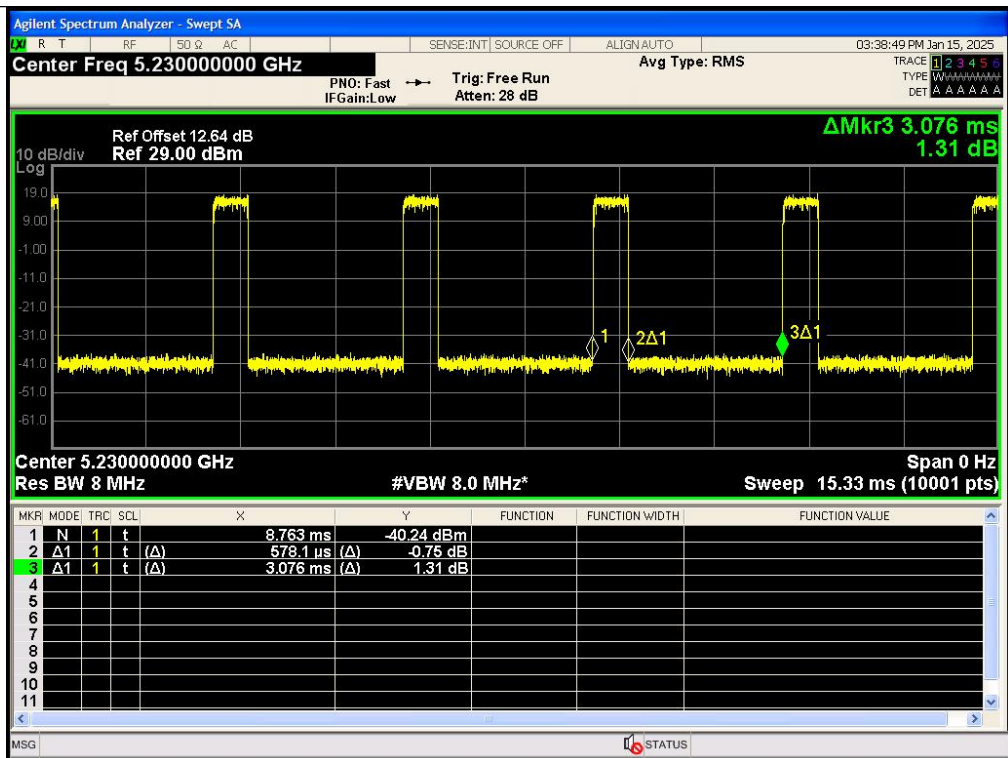 Agilent Spectrum Analyzer - Swept SA
LXI R T RF 50 Ω AC SENSE:INT SOURCE OFF ALIGN AUTO 03:38:49 PM Jan 15, 2025
Center Freq 5.230000000 GHz
PNO: Fast
IFGain:Low
Trig: Free Run
Atten: 28 dB
Avg Type: RMS
TRACE 1 2 3 4 5 6
TYPE W
DET A A A A A A
ΔMkr3 3.076 ms
1.31 dB
10 dB/div
Log
Ref Offset 12.64 dB
Ref 29.00 dBm
19.0
9.00
-1.00
-11.0
-21.0
-31.0
-41.0
-51.0
-61.0
1
2Δ1
3Δ1
Center 5.230000000 GHz Span 0 Hz
Res BW 8 MHz #VBW 8.0 MHz* Sweep 15.33 ms (10001 pts)
MKR MODE TRC SCL X Y FUNCTION FUNCTION WIDTH FUNCTION VALUE
1 N 1 t 8.763 ms -40.24 dBm
2 Δ1 1 t (Δ) 578.1 µs (Δ) -0.75 dB
3 Δ1 1 t (Δ) 3.076 ms (Δ) 1.31 dB
4
5
6
7
8
9
10
11
MSG STATUS